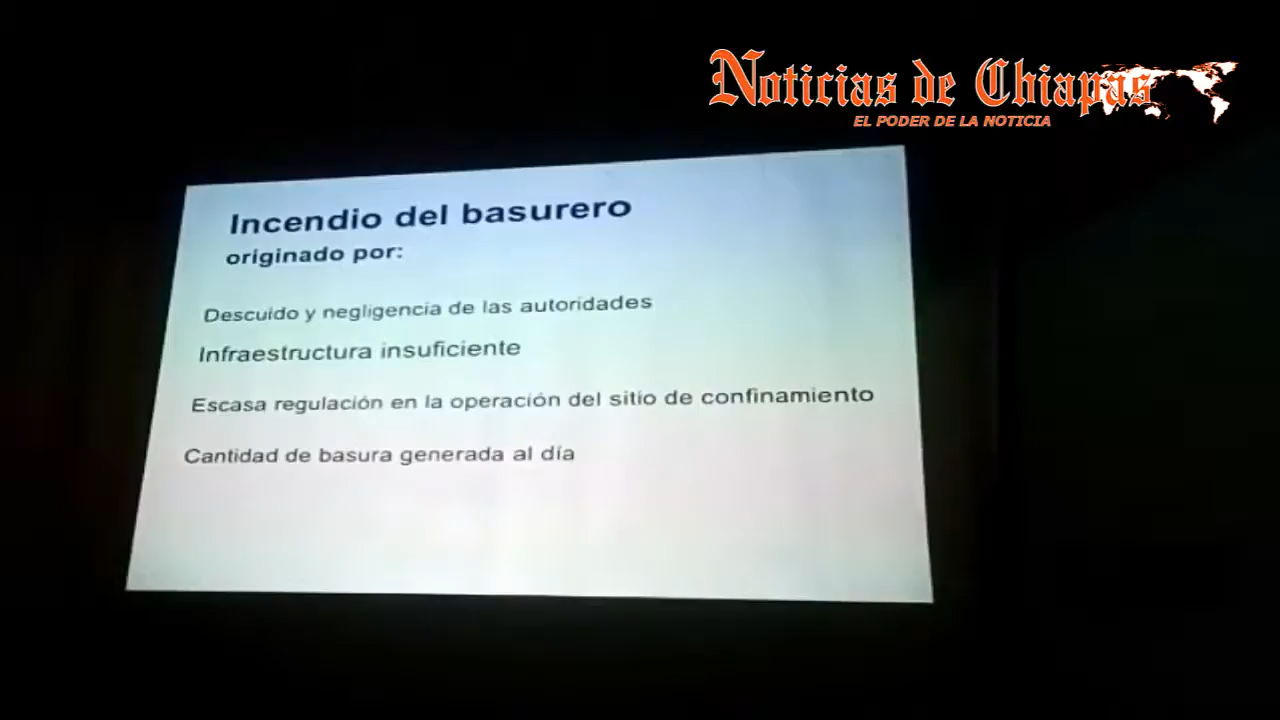 Noticias de Chiapas
EL PODER DE LA NOTICIA
Incendio del basurero
originado por:
Descuido y negligencia de las autoridades
Infraestructura insuficiente
Escasa regulación en la operación del sitio de confinamiento
Cantidad de basura generada al día